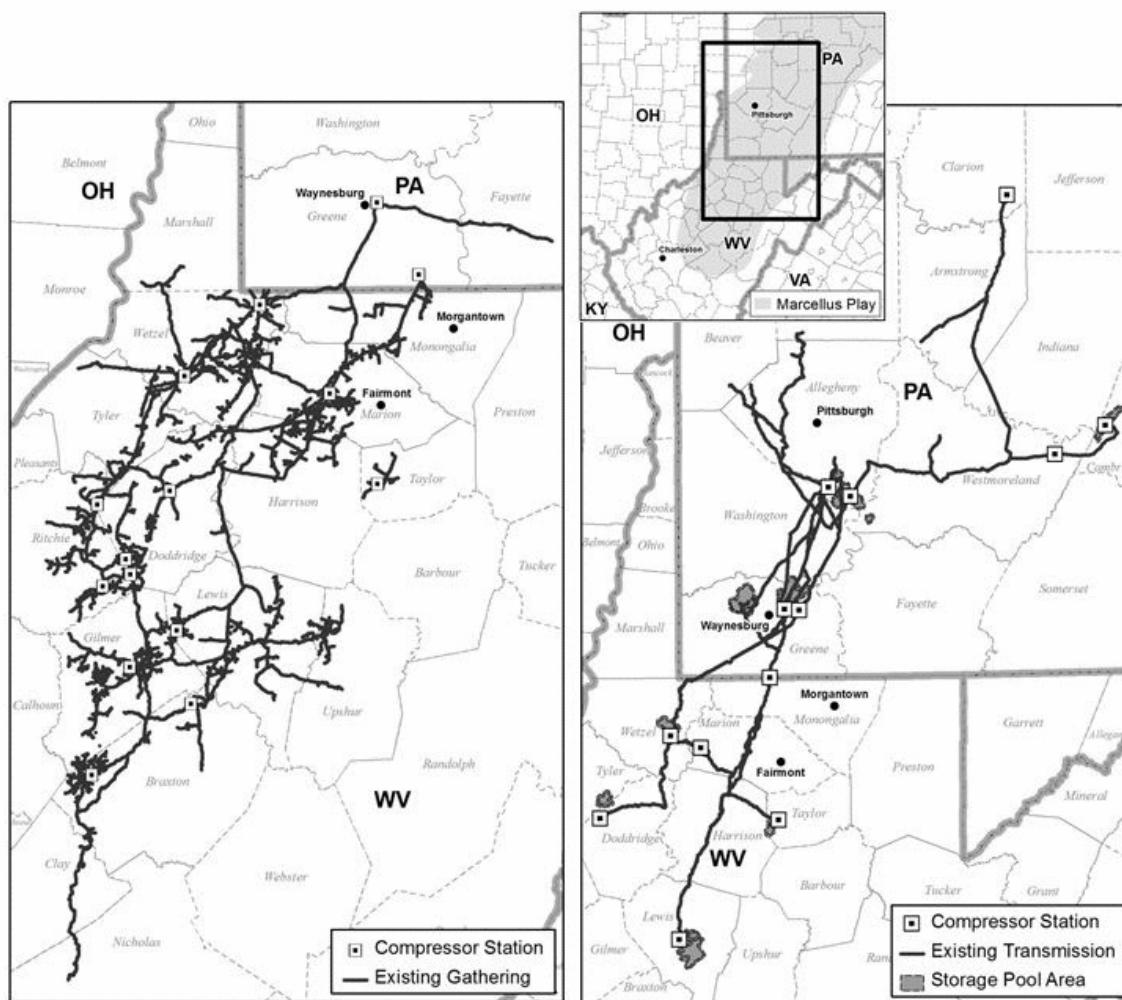 Ohio
Washington
Belmont
OH
PA
Waynesburg
Fayette
Greene
Marshall
Monroe
Morgantown
Wetzel
Monongalia
Fairmont
Marion
Preston
Tyler
Pleasants
Taylor
Harrison
Ritchie
Doddridge
Barbour
Tucker
Lewis
Gilmer
Calhoun
Upshur
Randolph
Braxton
WV
Clay
Webster
Nicholas
Compressor Station
Existing Gathering
PA
OH
Pittsburgh
WV
Charleston
VA
KY
Marcellus Play
Clarion
Jefferson
Armstrong
OH
Beaver
Indiana
Allegheny
PA
Pittsburgh
Jefferson
Westmoreland
Cambr
Washington
Brooke
Belmont
Ohio
Somerset
Fayette
Waynesburg
Marshall
Greene
Morgantown
Monongalia
Garrett
Wetzel
Marion
Allegan
Preston
Fairmont
Tyler
Mineral
Taylor
Harrison
Doddridge
WV
Barbour
Tucker
Grant
Lewis
Gilmer
Upshur
Braxton
Compressor Station
Existing Transmission
Storage Pool Area